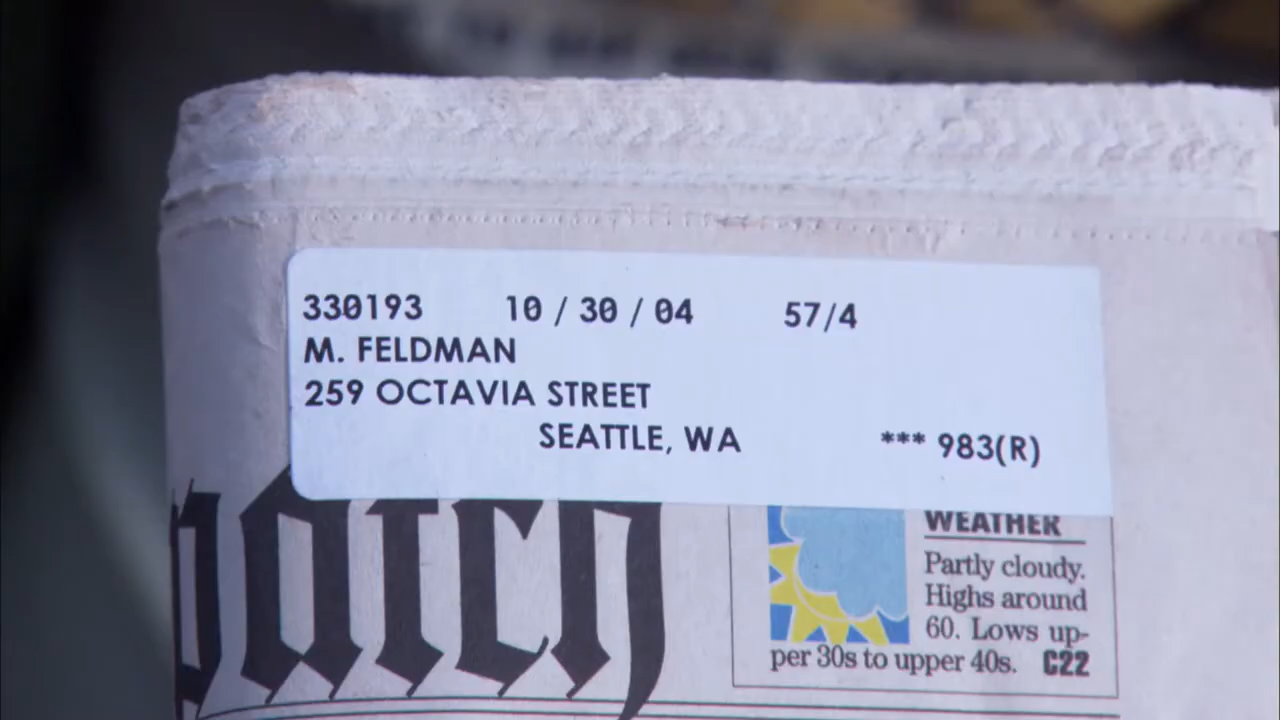 330193 10 / 30 / 04 57/4
M. FELDMAN
259 OCTAVIA STREET
SEATTLE, WA *** 983(R)
patch
WEATHER
Partly cloudy.
Highs around
60. Lows up-
per 30s to upper 40s. C22